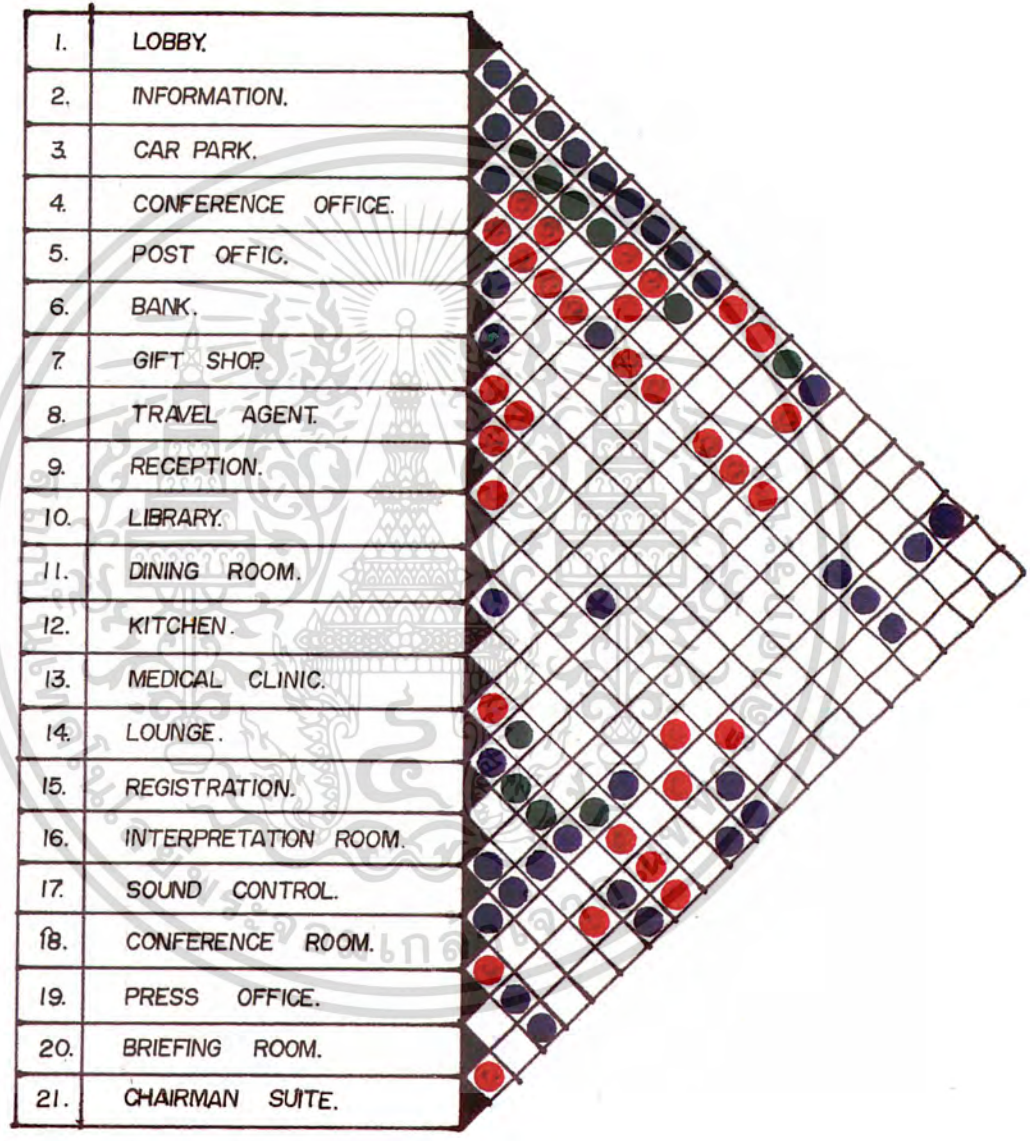 1. LOBBY.
2. INFORMATION.
3. CAR PARK.
4. CONFERENCE OFFICE.
5. POST OFFIC.
6. BANK.
7. GIFT SHOP.
8. TRAVEL AGENT.
9. RECEPTION.
10. LIBRARY.
11. DINING ROOM.
12. KITCHEN.
13. MEDICAL CLINIC.
14. LOUNGE.
15. REGISTRATION.
16. INTERPRETATION ROOM.
17. SOUND CONTROL.
18. CONFERENCE ROOM.
19. PRESS OFFICE.
20. BRIEFING ROOM.
21. CHAIRMAN SUITE.